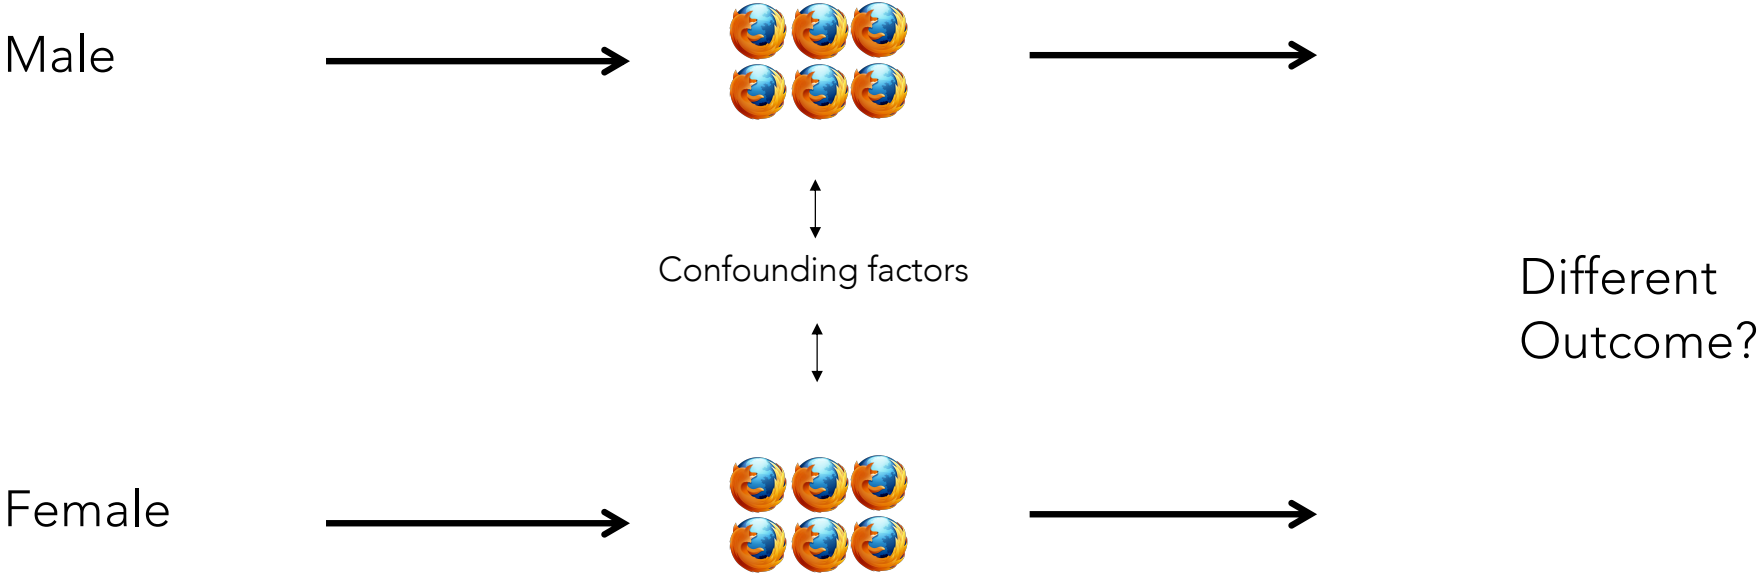 Male
Confounding factors
Different
Outcome?
Female